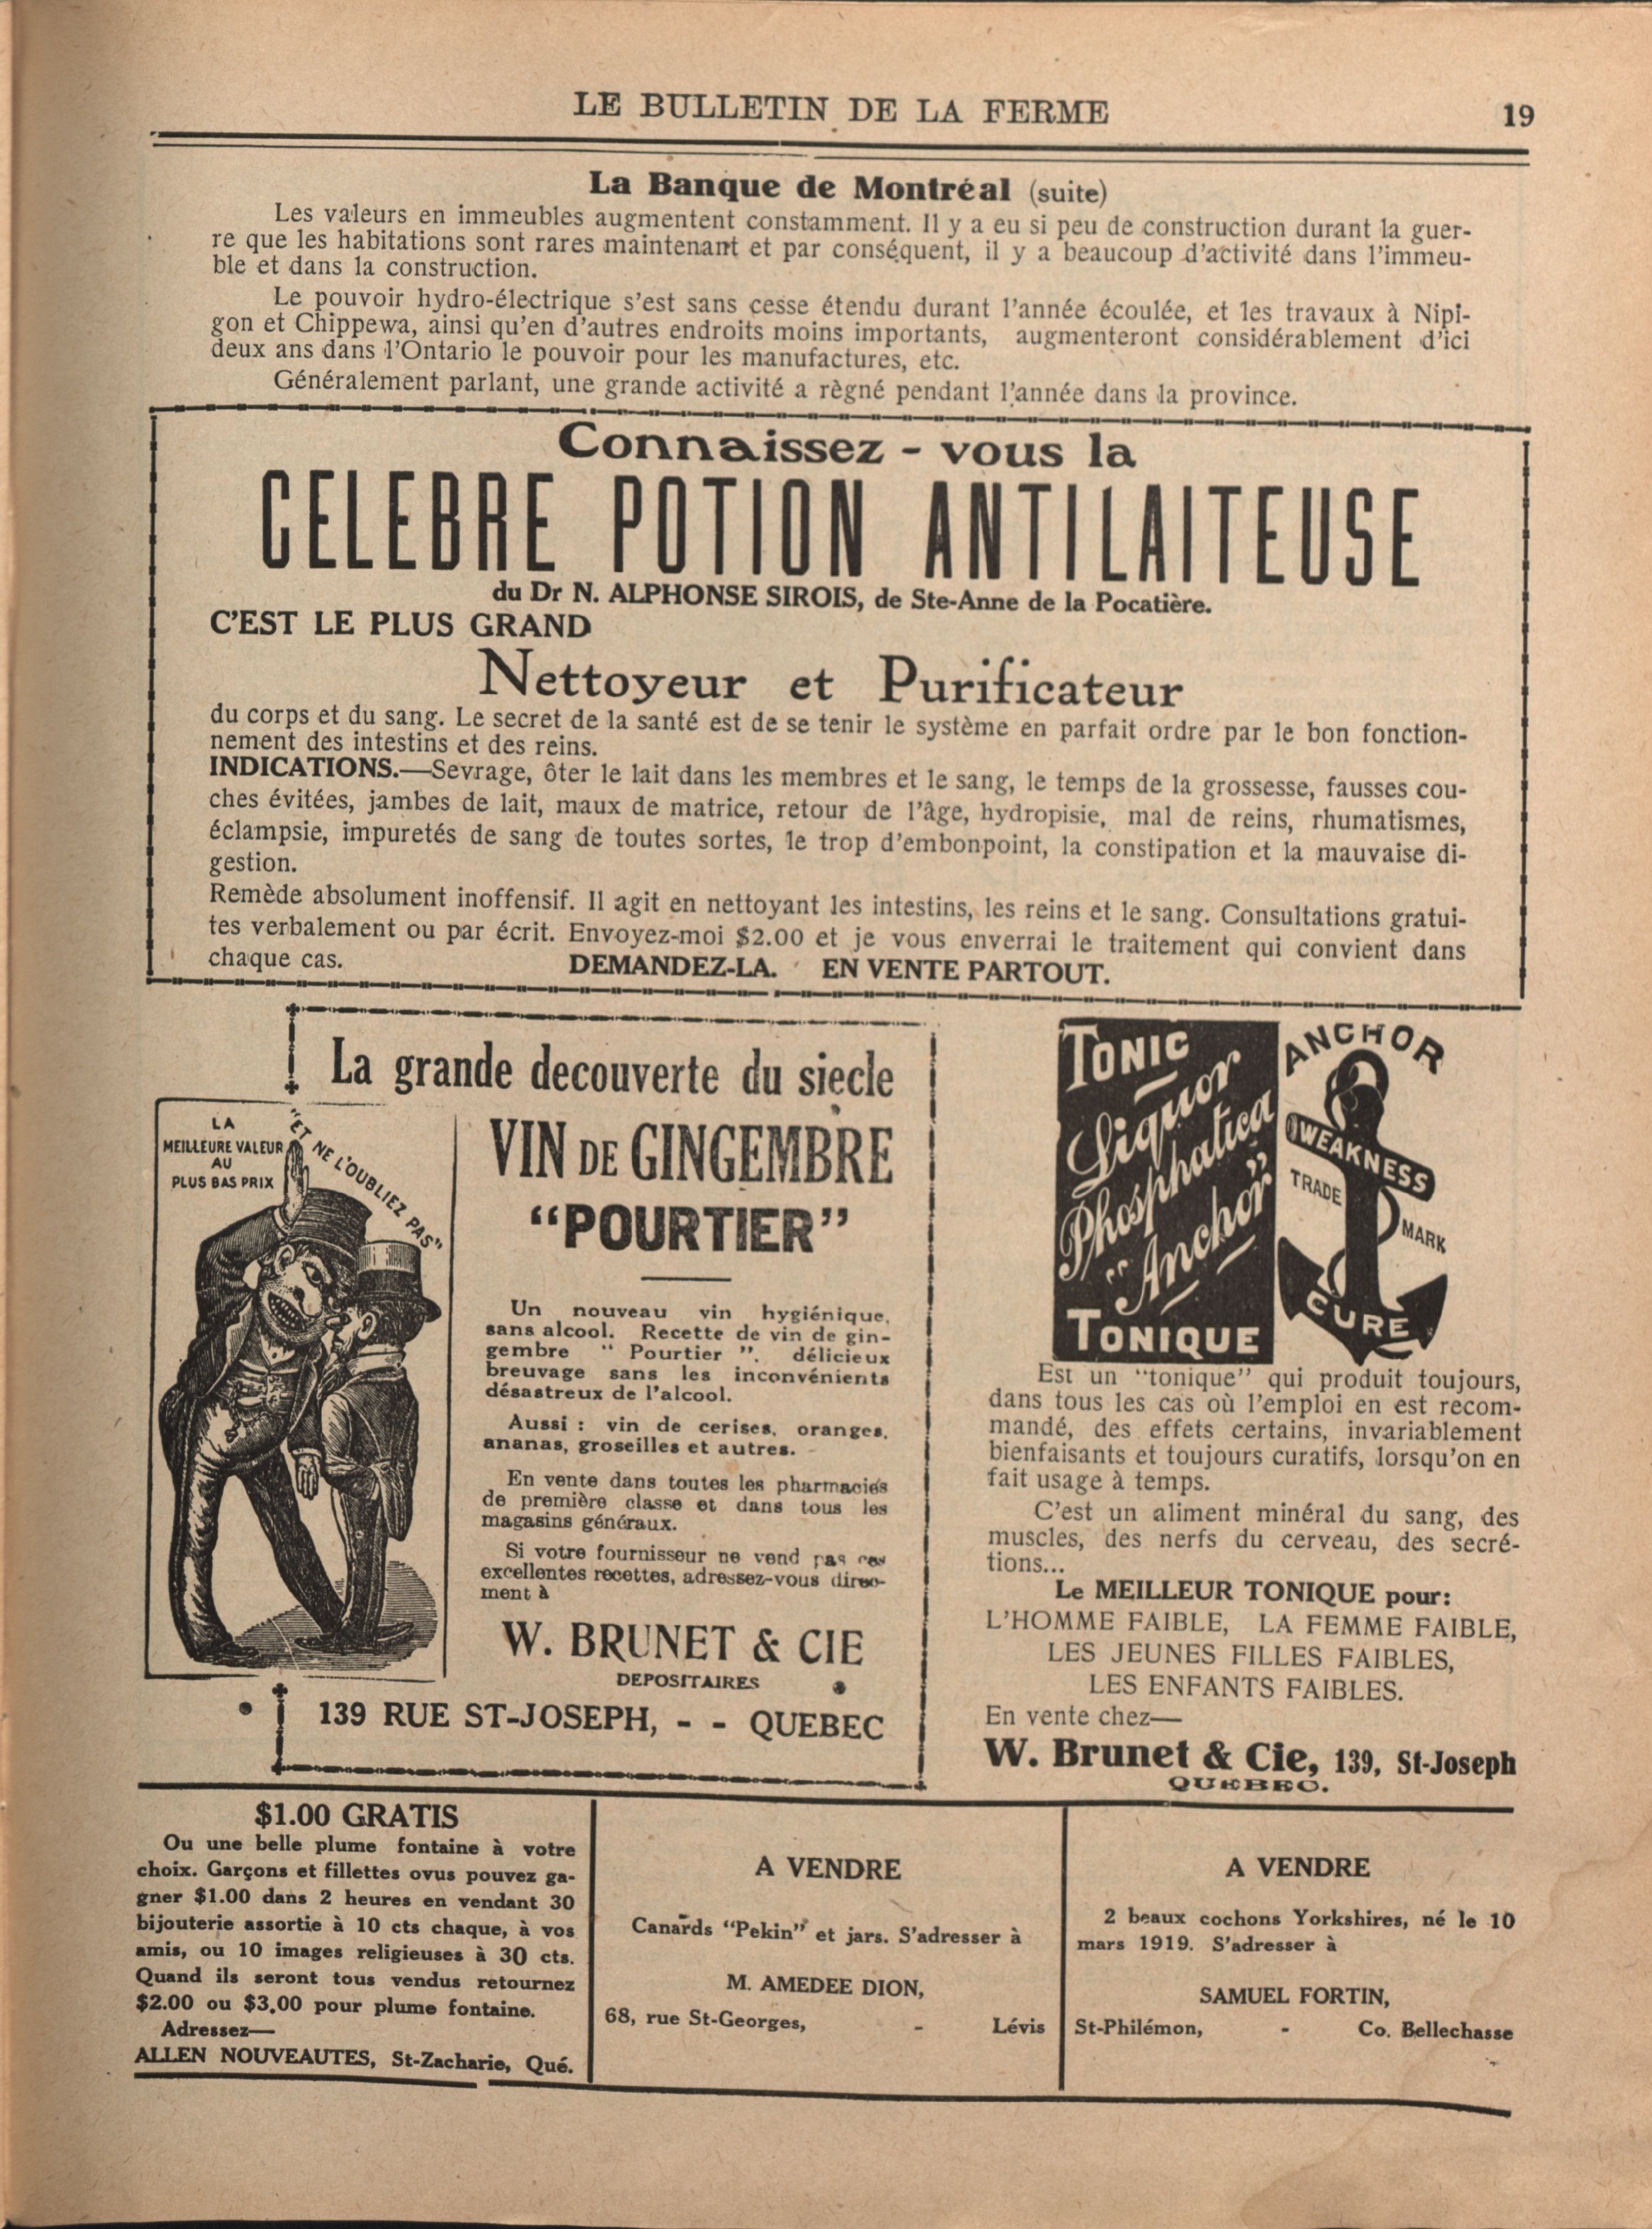 LE BULLETIN DE LA FERME 19
La Banque de Montréal (suite)
Les valeurs en immeubles augmentent constamment. Il y a eu si peu de construction durant la guer-
re que les habitations sont rares maintenant et par conséquent, il y a beaucoup d'activité dans l'immeu-
ble et dans la construction.
Le pouvoir hydro-électrique s'est sans cesse étendu durant l'année écoulée, et les travaux à Nipi-
gon et Chippewa, ainsi qu'en d'autres endroits moins importants, augmenteront considérablement d'ici
deux ans dans l'Ontario le pouvoir pour les manufactures, etc.
Généralement parlant, une grande activité a règné pendant l'année dans la province.
Connaissez - vous la
CELEBRE POTION ANTILAITEUSE
du Dr N. ALPHONSE SIROIS, de Ste-Anne de la Pocatière.
C'EST LE PLUS GRAND
Nettoyeur et Purificateur
du corps et du sang. Le secret de la santé est de se tenir le système en parfait ordre par le bon fonction-
nement des intestins et des reins.
INDICATIONS.—Sevrage, ôter le lait dans les membres et le sang, le temps de la grossesse, fausses cou-
ches évitées, jambes de lait, maux de matrice, retour de l'âge, hydropisie, mal de reins, rhumatismes,
éclampsie, impuretés de sang de toutes sortes, le trop d'embonpoint, la constipation et la mauvaise di-
gestion.
Remède absolument inoffensif. Il agit en nettoyant les intestins, les reins et le sang. Consultations gratui-
tes verbalement ou par écrit. Envoyez-moi $2.00 et je vous enverrai le traitement qui convient dans
chaque cas. DEMANDEZ-LA. EN VENTE PARTOUT.
La grande decouverte du siecle
LA
MEILLEURE VALEUR
AU
PLUS BAS PRIX
"ET NE L'OUBLIEZ PAS"
VIN DE GINGEMBRE
"POURTIER"
Un nouveau vin hygiénique,
sans alcool. Recette de vin de gin-
gembre " Pourtier ", délicieux
breuvage sans les inconvénients
désastreux de l'alcool.
Aussi : vin de cerises, oranges,
ananas, groseilles et autres.
En vente dans toutes les pharmacies
de première classe et dans tous les
magasins généraux.
Si votre fournisseur ne vend pas ces
excellentes recettes, adressez-vous direc-
ment à
W. BRUNET & CIE
DEPOSITAIRES
139 RUE ST-JOSEPH, - - QUEBEC
TONIC
Liquor
Phosphatica
"Anchor"
TONIQUE
ANCHOR
WEAKNESS
TRADE
MARK
CURE
Est un "tonique" qui produit toujours,
dans tous les cas où l'emploi en est recom-
mandé, des effets certains, invariablement
bienfaisants et toujours curatifs, lorsqu'on en
fait usage à temps.
C'est un aliment minéral du sang, des
muscles, des nerfs du cerveau, des secré-
tions...
Le MEILLEUR TONIQUE pour:
L'HOMME FAIBLE, LA FEMME FAIBLE,
LES JEUNES FILLES FAIBLES,
LES ENFANTS FAIBLES.
En vente chez—
W. Brunet & Cie, 139, St-Joseph
QUEBEC.
$1.00 GRATIS
Ou une belle plume fontaine à votre
choix. Garçons et fillettes ovus pouvez ga-
gner $1.00 dans 2 heures en vendant 30
bijouterie assortie à 10 cts chaque, à vos
amis, ou 10 images religieuses à 30 cts.
Quand ils seront tous vendus retournez
$2.00 ou $3.00 pour plume fontaine.
Adressez—
ALLEN NOUVEAUTES, St-Zacharie, Qué.
A VENDRE
Canards "Pekin" et jars. S'adresser à
M. AMEDEE DION,
68, rue St-Georges, - Lévis
A VENDRE
2 beaux cochons Yorkshires, né le 10
mars 1919. S'adresser à
SAMUEL FORTIN,
St-Philémon, - Co. Bellechasse